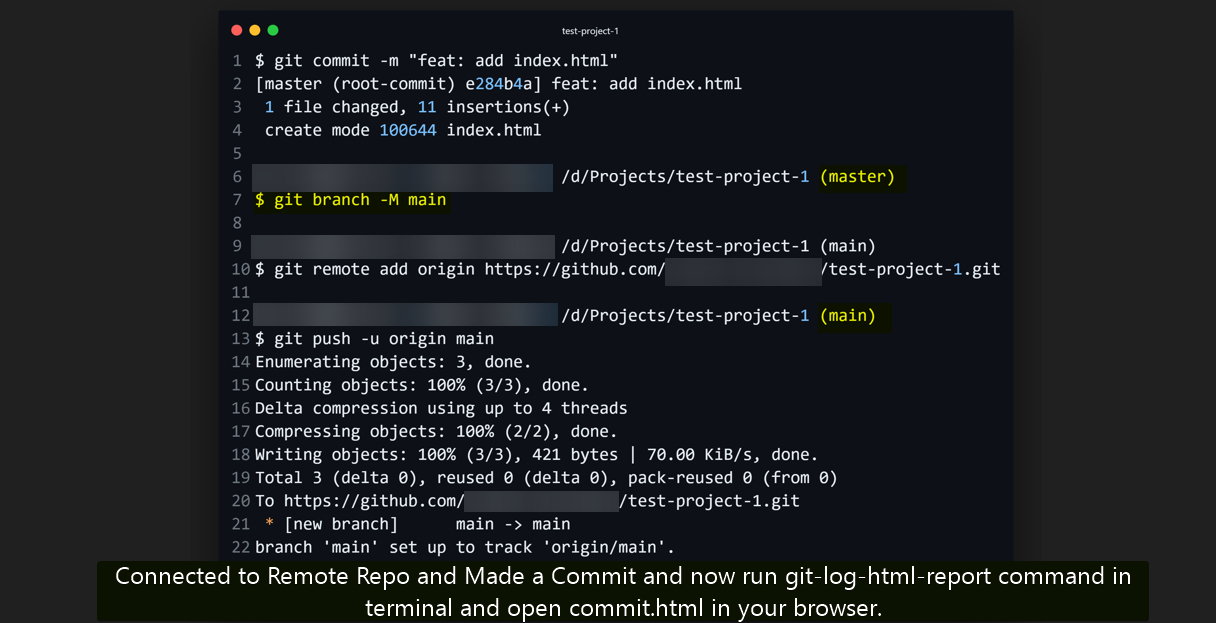 test-project-1
1 $ git commit -m "feat: add index.html"
2 [master (root-commit) e284b4a] feat: add index.html
3  1 file changed, 11 insertions(+)
4  create mode 100644 index.html
5
6 /d/Projects/test-project-1 (master)
7 $ git branch -M main
8
9 /d/Projects/test-project-1 (main)
10 $ git remote add origin https://github.com/ /test-project-1.git
11
12 /d/Projects/test-project-1 (main)
13 $ git push -u origin main
14 Enumerating objects: 3, done.
15 Counting objects: 100% (3/3), done.
16 Delta compression using up to 4 threads
17 Compressing objects: 100% (2/2), done.
18 Writing objects: 100% (3/3), 421 bytes | 70.00 KiB/s, done.
19 Total 3 (delta 0), reused 0 (delta 0), pack-reused 0 (from 0)
20 To https://github.com/ /test-project-1.git
21  * [new branch]      main -> main
22 branch 'main' set up to track 'origin/main'.
Connected to Remote Repo and Made a Commit and now run git-log-html-report command in
terminal and open commit.html in your browser.